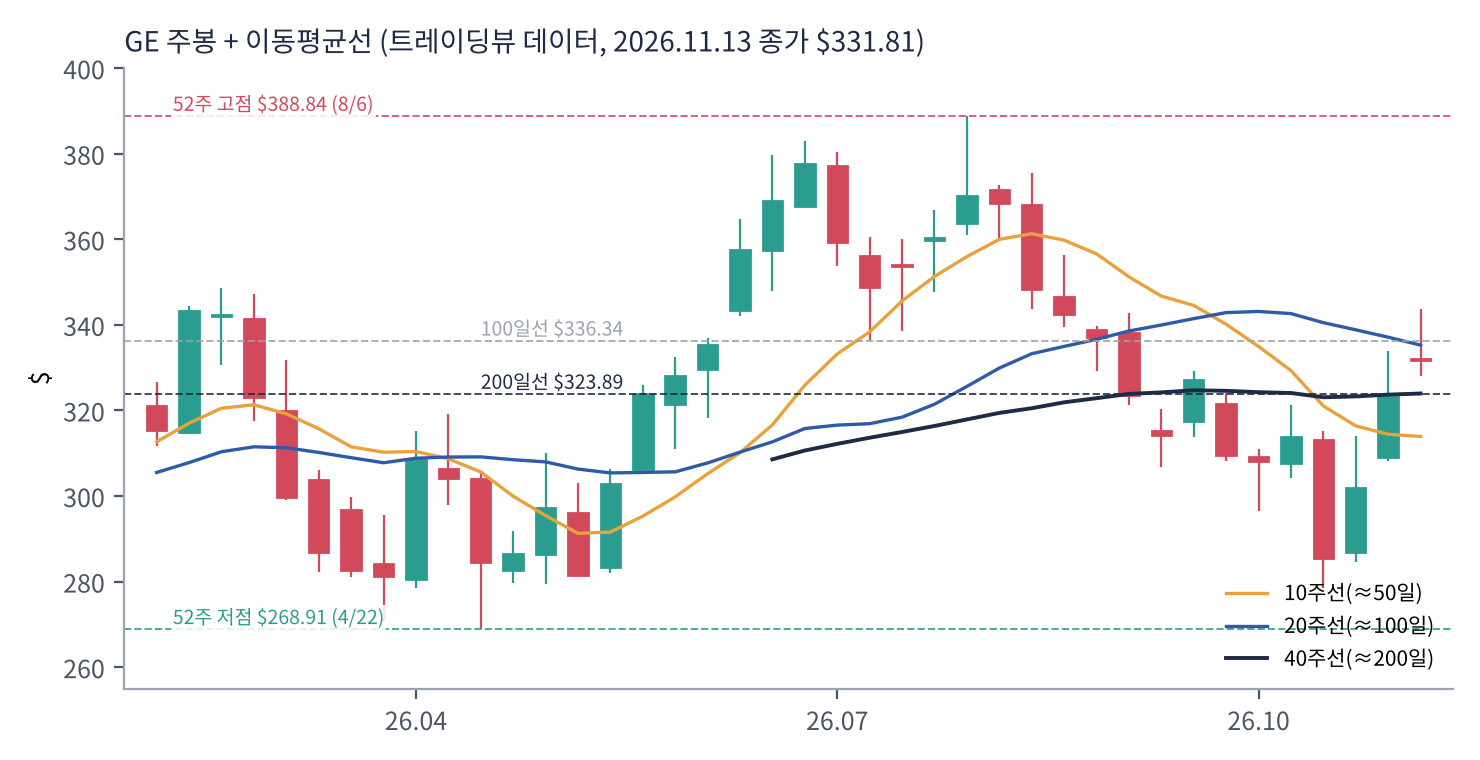 GE 주봉 + 이동평균선 (트레이딩뷰 데이터, 2026.11.13 종가 $331.81)
400
52주 고점 $388.84 (8/6)
380
360
340
100일선 $336.34
$
200일선 $323.89
320
300
280
52주 저점 $268.91 (4/22)
260
10주선(≈50일)
20주선(≈100일)
40주선(≈200일)
26.04
26.07
26.10